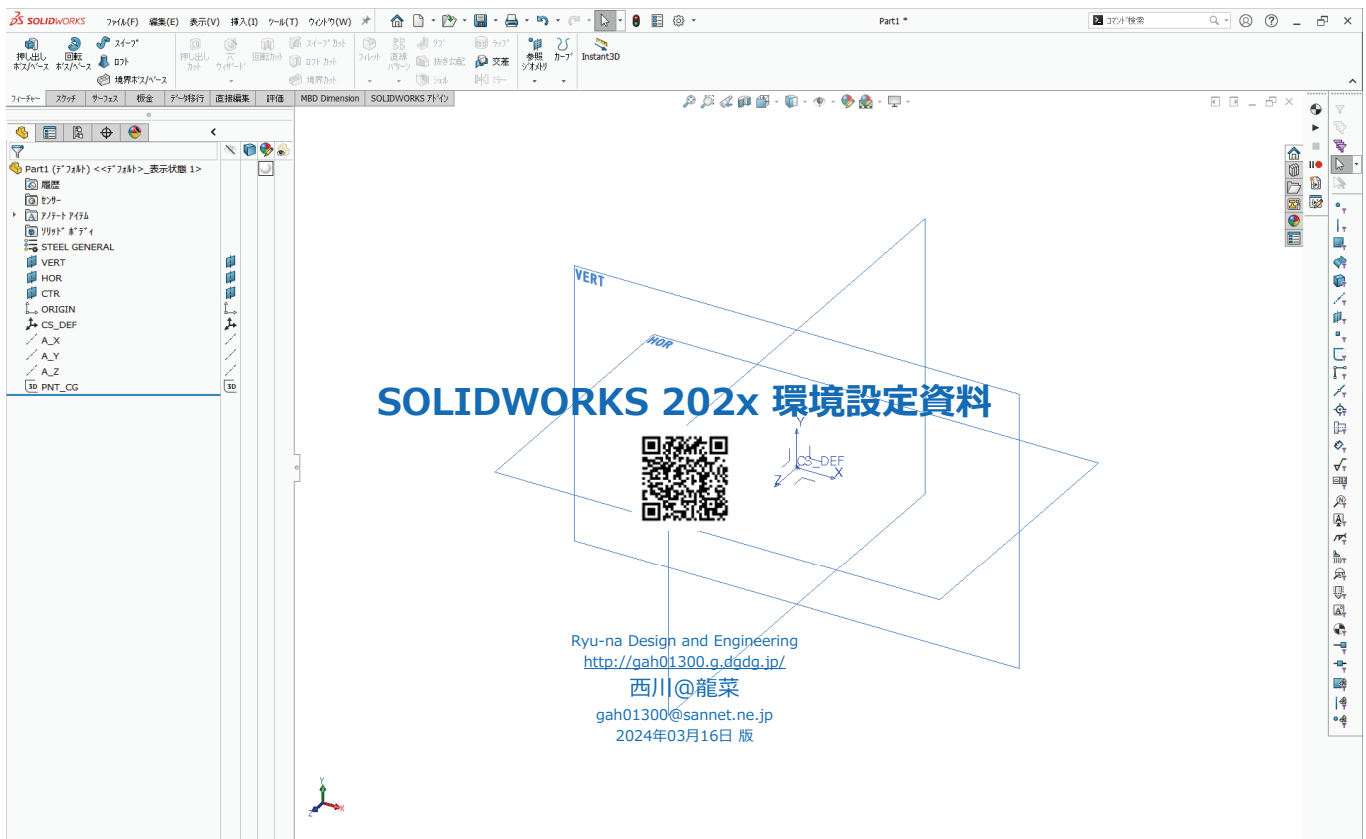 SOLIDWORKS ファイル(F) 編集(E) 表示(V) 挿入(I) ツール(T) ウィンドウ(W) Part1 * コマンド検索
押し出し ボス/ベース
回転 ボス/ベース
スイープ
ロフト
境界ボス/ベース
押し出し カット
穴 ウィザード
回転カット
スイープ カット
ロフト カット
境界カット
フィレット
直線 パターン
リブ
抜き勾配
シェル
ラップ
交差
ミラー
参照 ジオメトリ
カーブ
Instant3D
フィーチャー スケッチ サーフェス 板金 データ移行 直接編集 評価 MBD Dimension SOLIDWORKS アドイン
Part1 (デフォルト) <<デフォルト>_表示状態 1>
履歴
センサー
アノテート アイテム
ソリッド ボディ
STEEL GENERAL
VERT
HOR
CTR
ORIGIN
CS_DEF
A_X
A_Y
A_Z
3D PNT_CG
3D
VERT
HOR
SOLIDWORKS 202x 環境設定資料
Y
CS_DEF
X
Z
Ryu-na Design and Engineering
http://gah01300.g.dgdg.jp/
西川@龍菜
gah01300@sannet.ne.jp
2024年03月16日 版
Y
X
Z